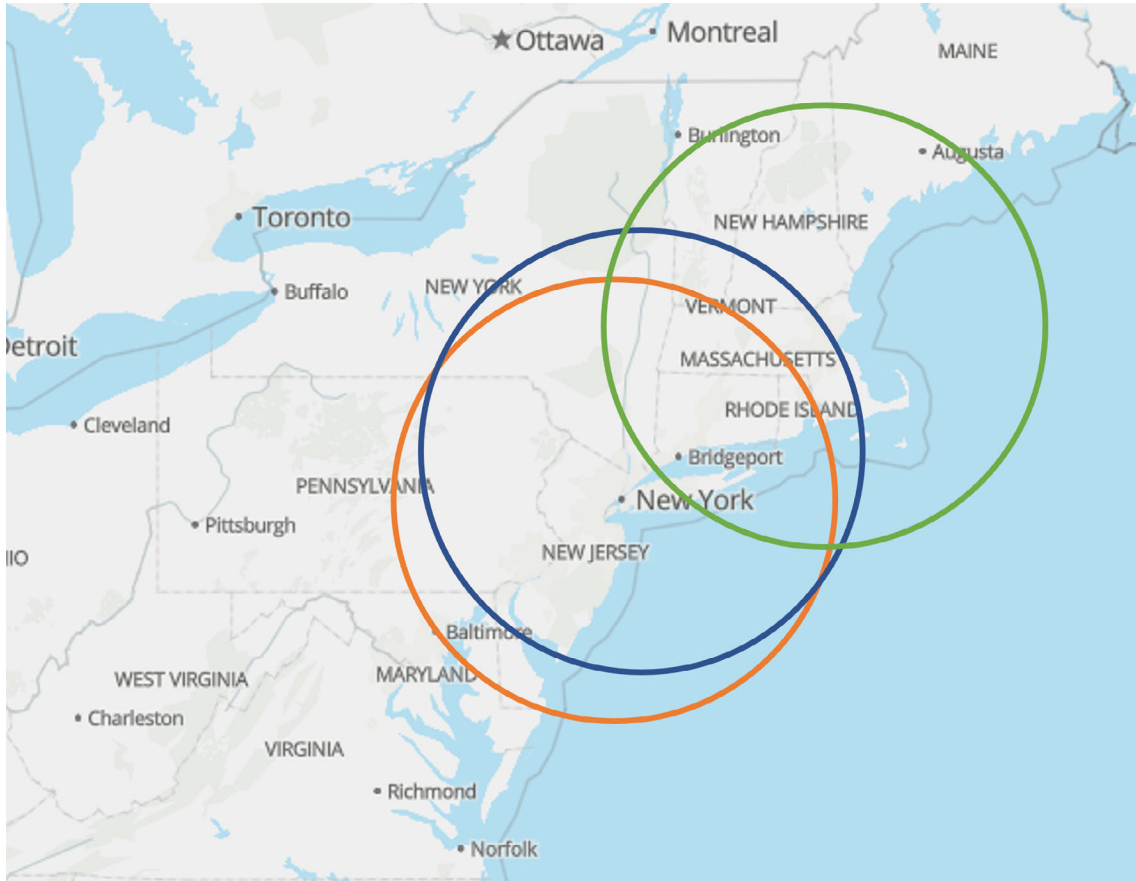 Ottawa
Montreal
MAINE
Burlington
Augusta
Toronto
NEW HAMPSHIRE
Buffalo
NEW YORK
VERMONT
Detroit
MASSACHUSETTS
Cleveland
RHODE ISLAND
Bridgeport
PENNSYLVANIA
New York
Pittsburgh
NEW JERSEY
IO
Baltimore
MARYLAND
WEST VIRGINIA
Charleston
VIRGINIA
Richmond
Norfolk